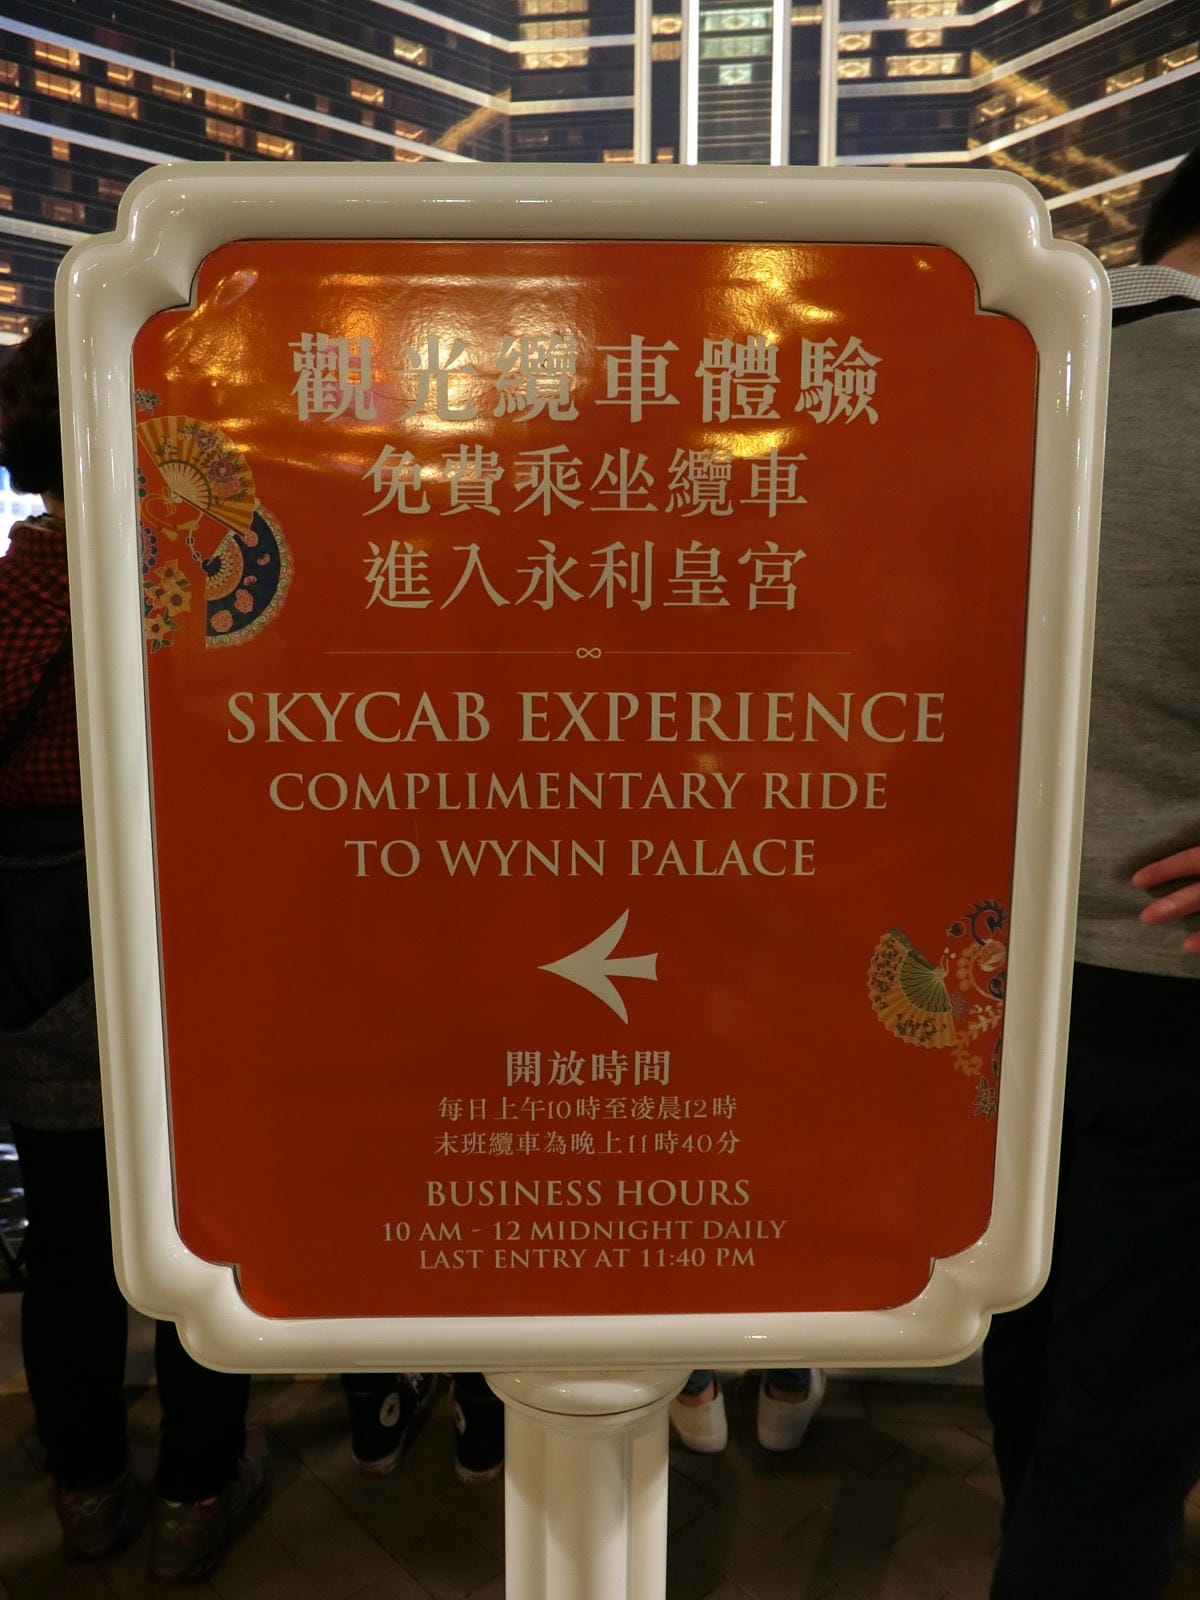 觀光纜車體驗
免費乘坐纜車
進入永利皇宮
SKYCAB EXPERIENCE
COMPLIMENTARY RIDE
TO WYNN PALACE
開放時間
每日上午10時至凌晨12時
末班纜車為晚上11時40分
BUSINESS HOURS
10 AM - 12 MIDNIGHT DAILY
LAST ENTRY AT 11:40 PM